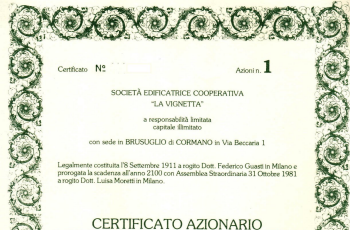 Certificato N° Azioni n. 1
SOCIETÀ EDIFICATRICE COOPERATIVA
"LA VIGNETTA"
a responsabilità limitata
capitale illimitato
con sede in BRUSUGLIO di CORMANO in Via Beccaria 1
Legalmente costituita l'8 Settembre 1911 a rogito Dott. Federico Guasti in Milano e
prorogata la scadenza all'anno 2100 con Assemblea Straordinaria 31 Ottobre 1981
a rogito Dott. Luisa Moretti in Milano.
CERTIFICATO AZIONARIO